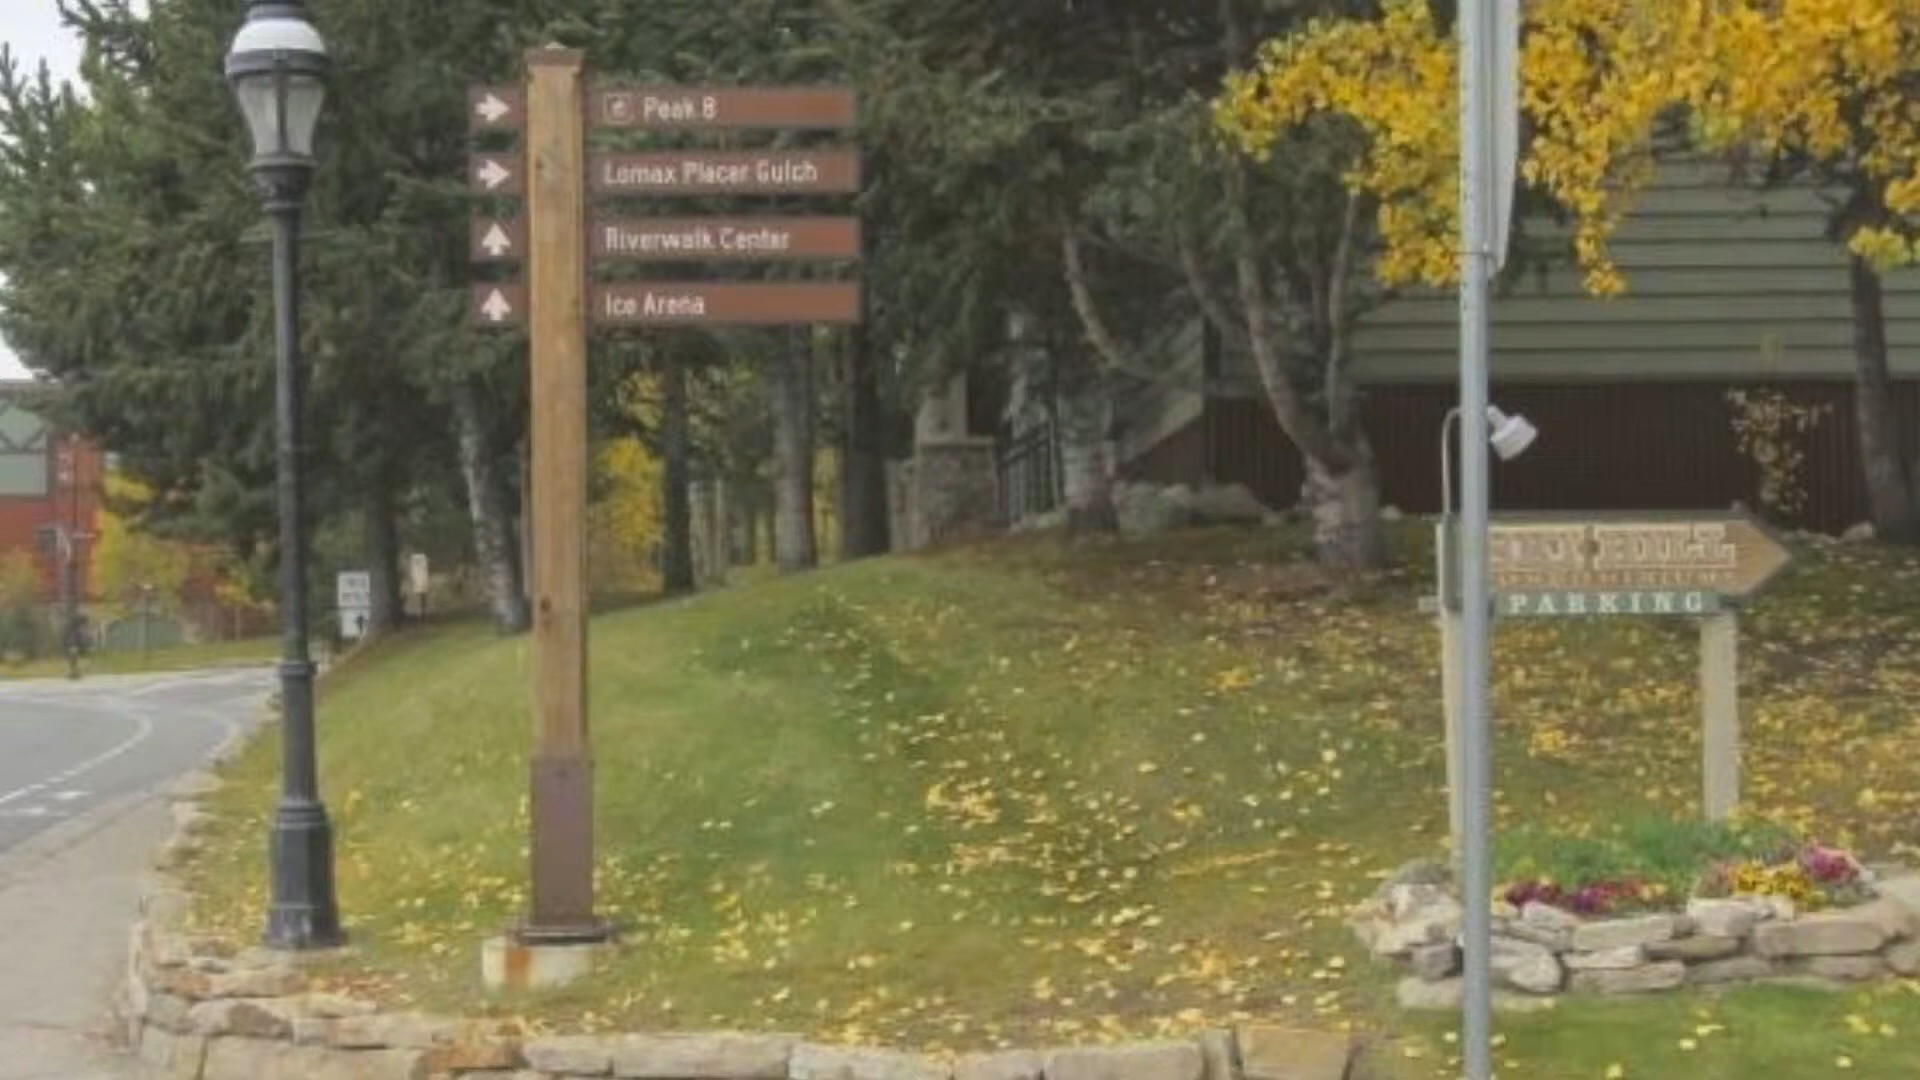 Peak 8
Lomax Placer Gulch
Riverwalk Center
Ice Arena
PARKING